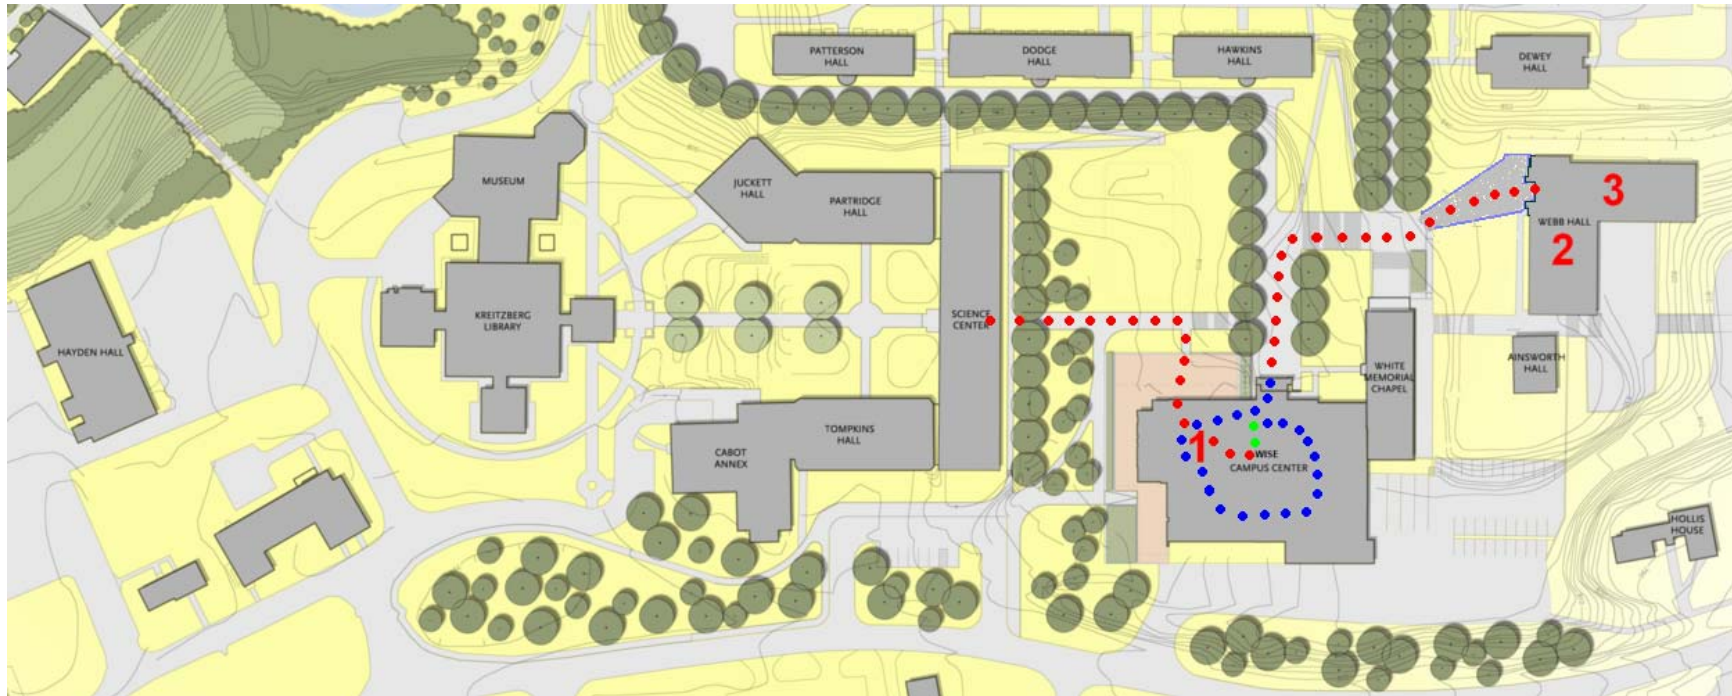 PATTERSON
HALL
DODGE
HALL
HAWKINS
HALL
DEWEY
HALL
MUSEUM
JUCKETT
HALL
PARTRIDGE
HALL
3
WEBB HALL
2
KREITZBERG
LIBRARY
SCIENCE
CENTER
HAYDEN HALL
WHITE
MEMORIAL
CHAPEL
AINSWORTH
HALL
TOMPKINS
HALL
CABOT
ANNEX
1
WISE
CAMPUS CENTER
HOLLIS
HOUSE